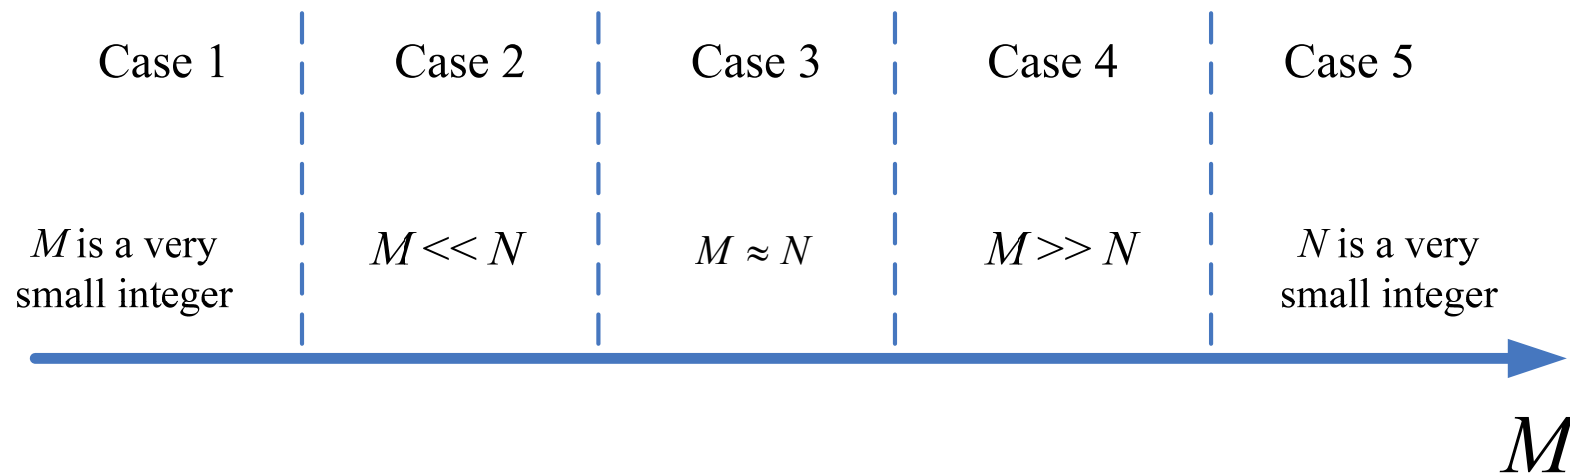 Case 1
Case 2
Case 3
Case 4
Case 5
M is a very
small integer
M << N
M ≈ N
M >> N
N is a very
small integer
M